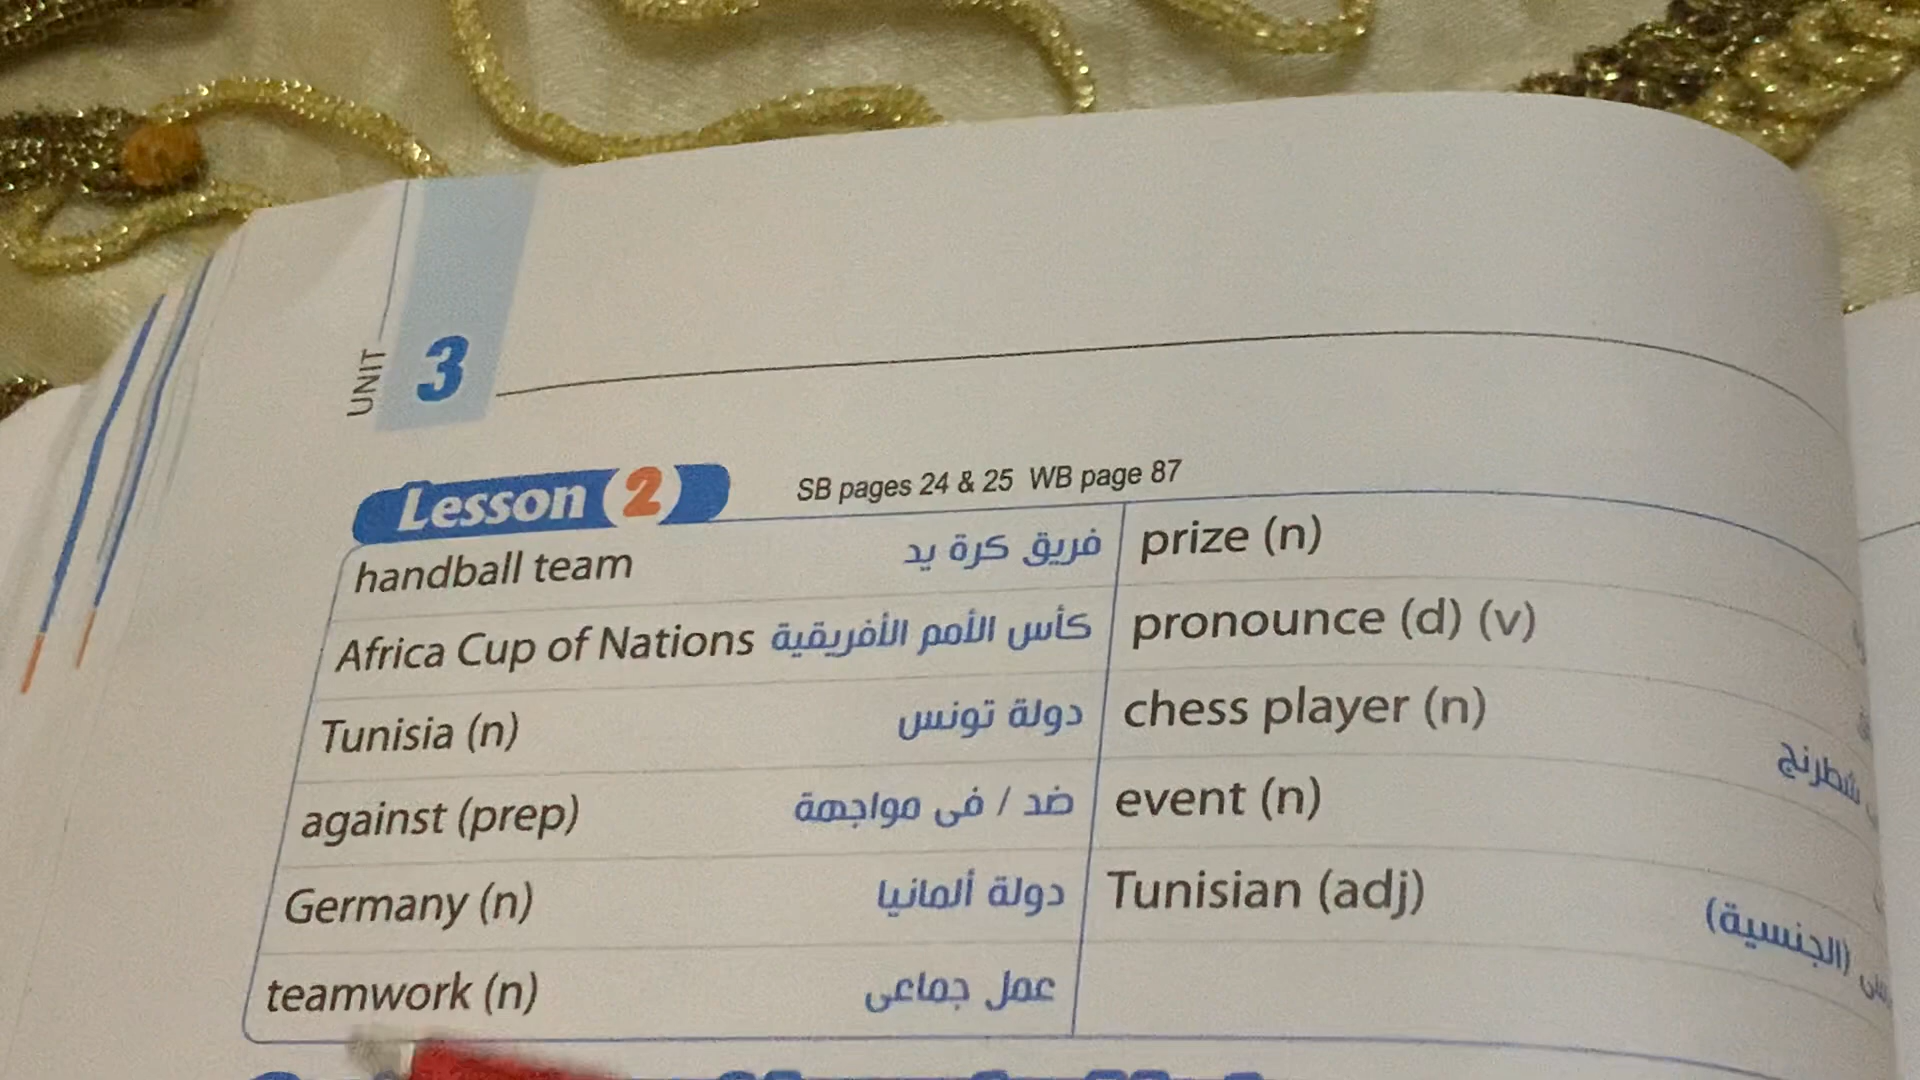 UNIT 3
Lesson (2) SB pages 24 & 25 WB page 87
handball team فريق كرة يد
Africa Cup of Nations كأس الأمم الأفريقية
Tunisia (n) دولة تونس
against (prep) ضد / فى مواجهة
Germany (n) دولة ألمانيا
teamwork (n) عمل جماعى
prize (n)
pronounce (d) (v)
chess player (n) شطرنج
event (n)
Tunisian (adj) (الجنسية)